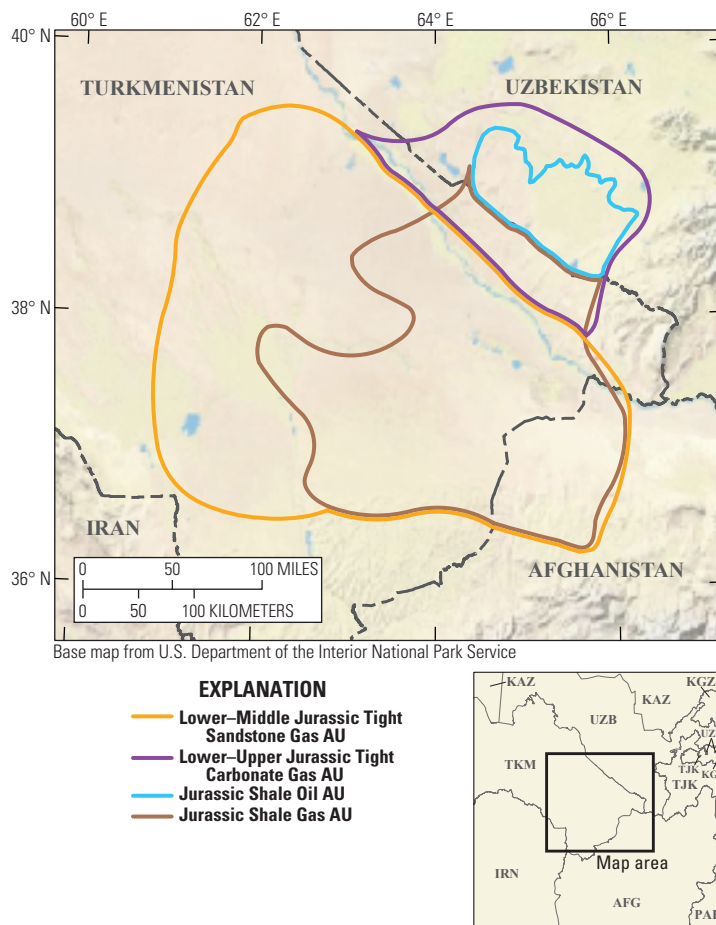 60° E 62° E 64° E 66° E
40° N
TURKMENISTAN
UZBEKISTAN
38° N
IRAN
36° N
AFGHANISTAN
0 50 100 MILES
0 50 100 KILOMETERS
Base map from U.S. Department of the Interior National Park Service
EXPLANATION
Lower–Middle Jurassic Tight
Sandstone Gas AU
Lower–Upper Jurassic Tight
Carbonate Gas AU
Jurassic Shale Oil AU
Jurassic Shale Gas AU
KAZ
KGZ
UZB
KAZ
UZ
TKM
TJK
KG
TJK
Map area
IRN
AFG
PAK